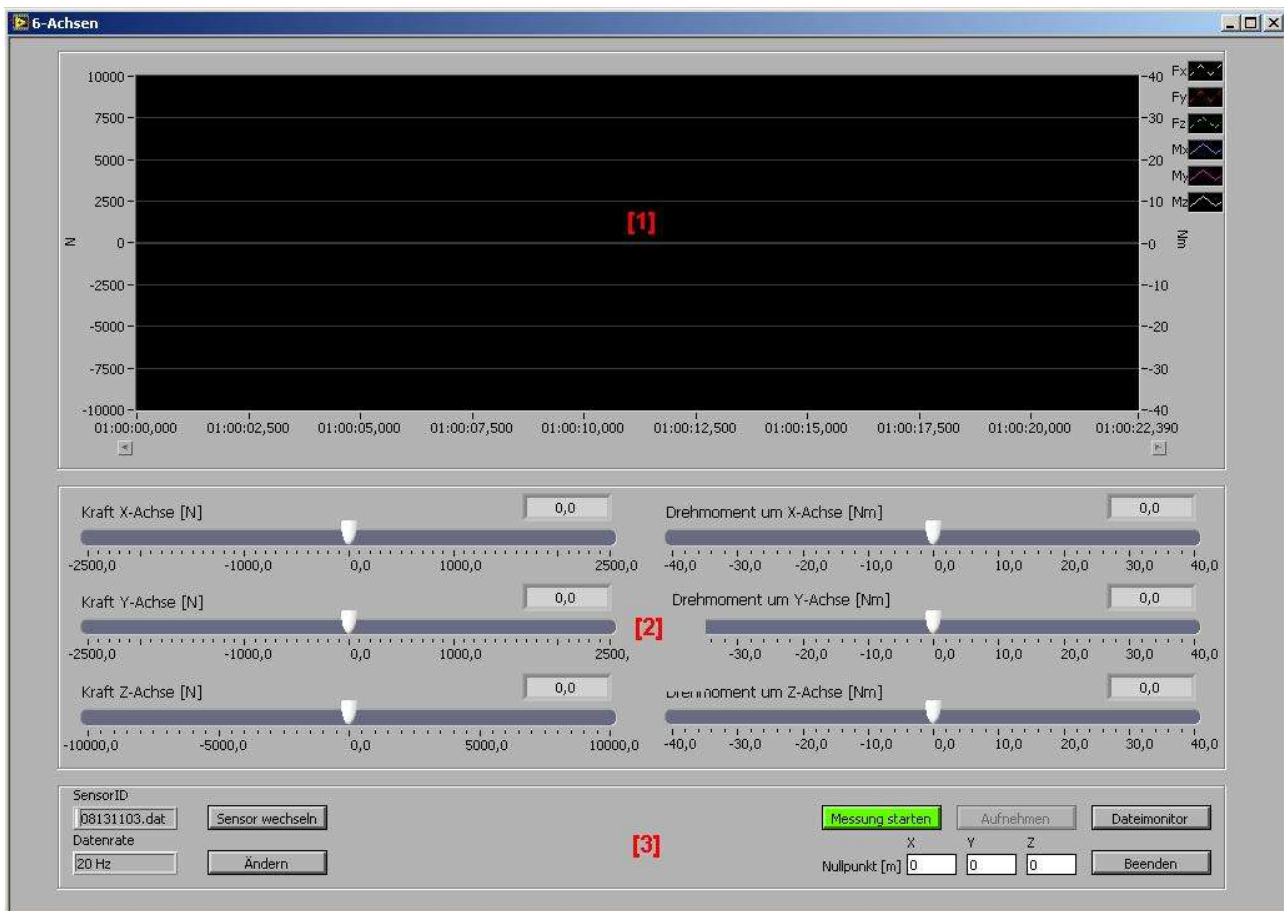 6-Achsen
10000
7500
5000
2500
0
-2500
-5000
-7500
-10000
N
[1]
40
30
20
10
0
-10
-20
-30
-40
Nm
Fx
Fy
Fz
Mx
My
Mz
01:00:00,000 01:00:02,500 01:00:05,000 01:00:07,500 01:00:10,000 01:00:12,500 01:00:15,000 01:00:17,500 01:00:20,000 01:00:22,390
Kraft X-Achse [N] 0,0
-2500,0 -1000,0 0,0 1000,0 2500,0
Drehmoment um X-Achse [Nm] 0,0
-40,0 -30,0 -20,0 -10,0 0,0 10,0 20,0 30,0 40,0
Kraft Y-Achse [N] 0,0
-2500,0 -1000,0 0,0 1000,0 2500,
[2]
Drehmoment um Y-Achse [Nm] 0,0
-30,0 -20,0 -10,0 0,0 10,0 20,0 30,0 40,0
Kraft Z-Achse [N] 0,0
-10000,0 -5000,0 0,0 5000,0 10000,0
Drehmoment um Z-Achse [Nm] 0,0
-40,0 -30,0 -20,0 -10,0 0,0 10,0 20,0 30,0 40,0
SensorID
08131103.dat Sensor wechseln
Datenrate
20 Hz Ändern
[3]
Messung starten Aufnehmen Dateimonitor
X Y Z
Nullpunkt [m] 0 0 0 Beenden